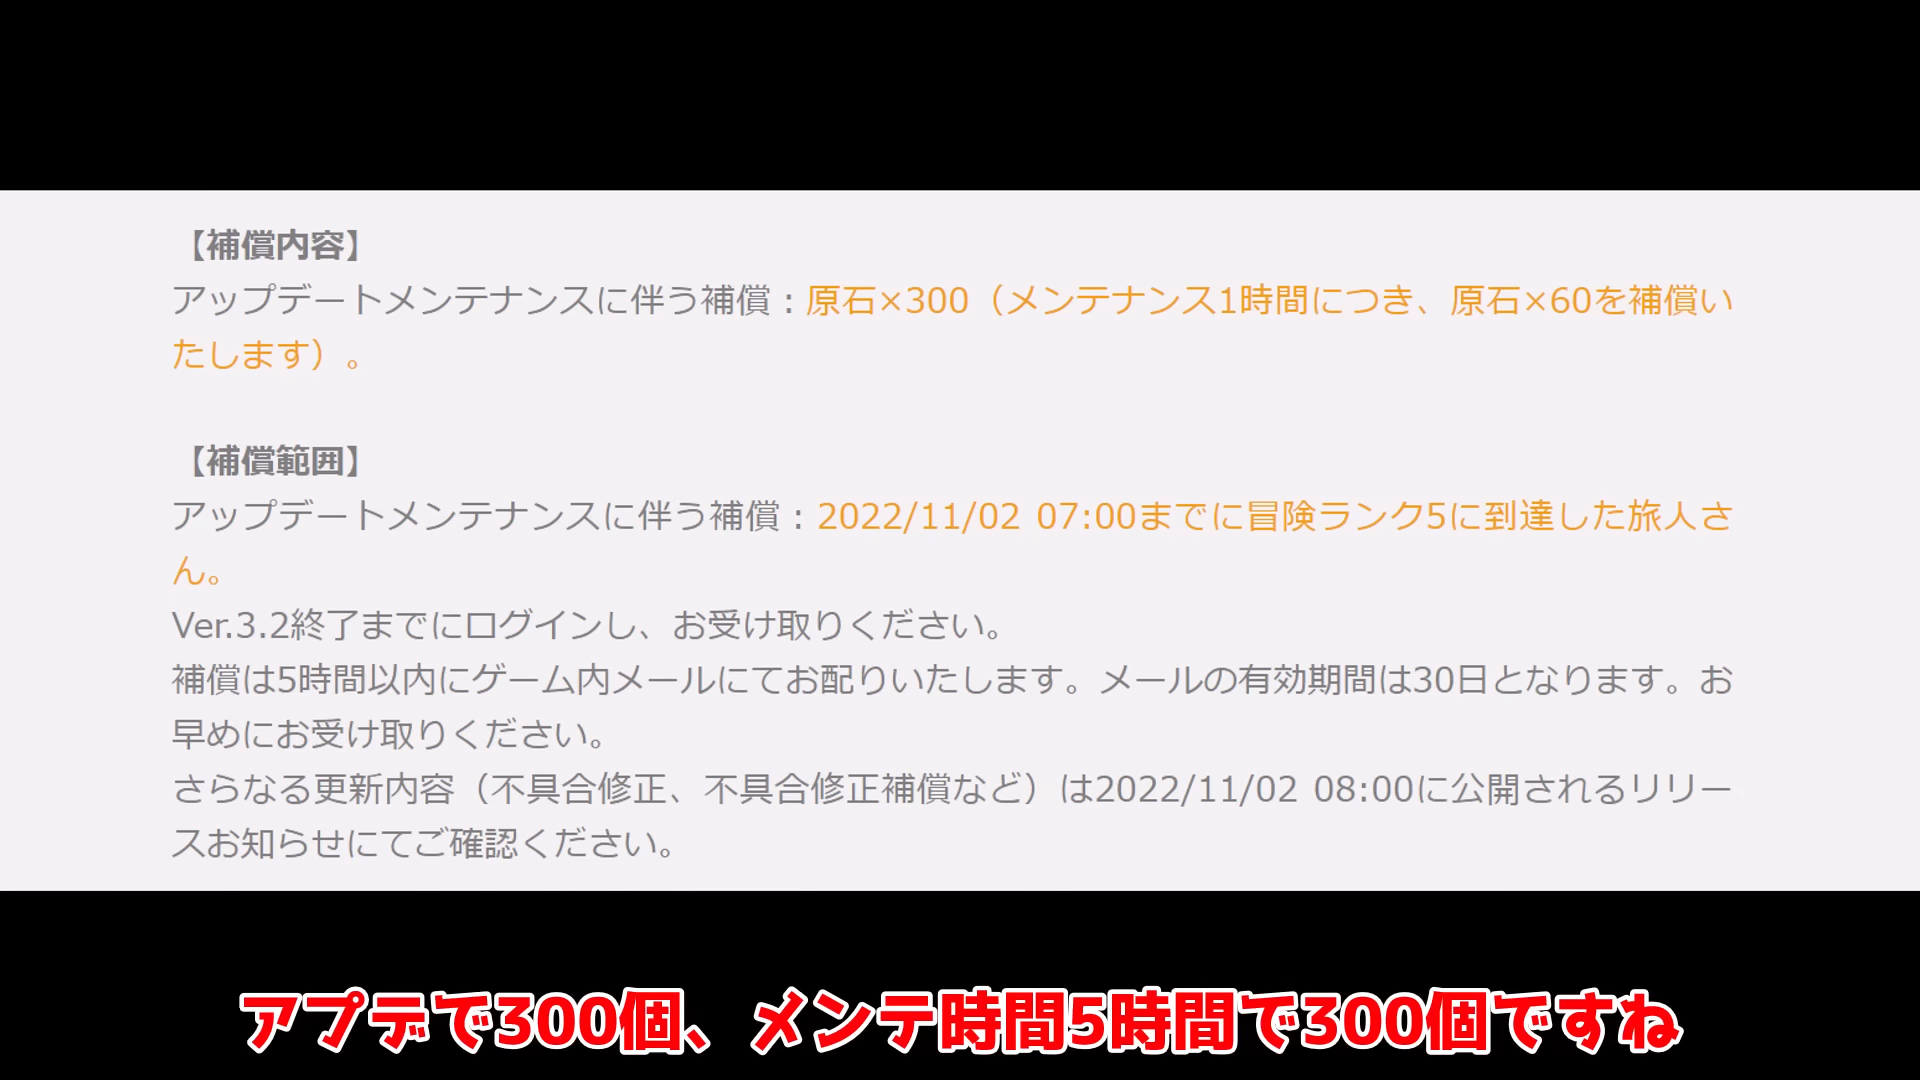 【補償内容】
アップデートメンテナンスに伴う補償：原石×300（メンテナンス1時間につき、原石×60を補償い
たします）。
【補償範囲】
アップデートメンテナンスに伴う補償：2022/11/02 07:00までに冒険ランク5に到達した旅人さ
ん。
Ver.3.2終了までにログインし、お受け取りください。
補償は5時間以内にゲーム内メールにてお配りいたします。メールの有効期間は30日となります。お
早めにお受け取りください。
さらなる更新内容（不具合修正、不具合修正補償など）は2022/11/02 08:00に公開されるリリー
スお知らせにてご確認ください。
アプデで300個、メンテ時間5時間で300個ですね